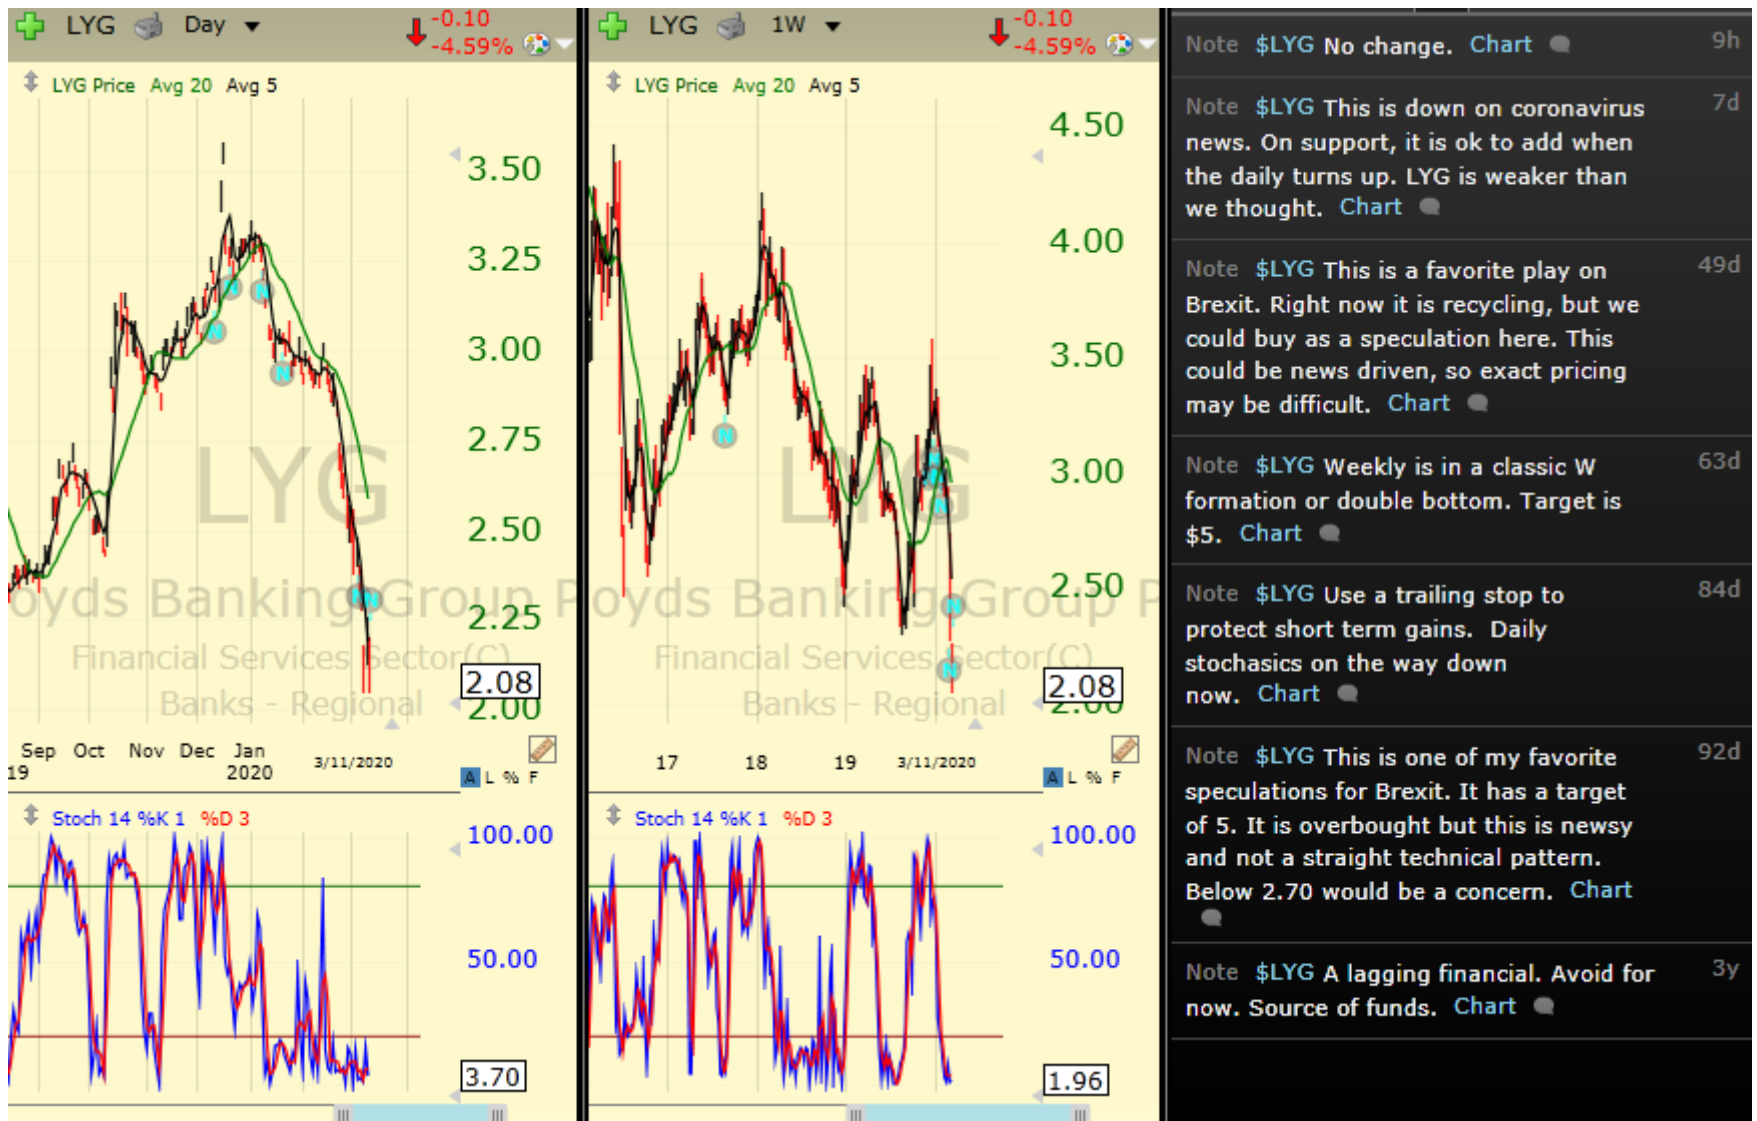 LYG Day
-0.10
-4.59%
LYG Price Avg 20 Avg 5
3.50
3.25
3.00
2.75
2.50
2.25
2.08
2.00
LYG
oyds Banking Group P
Financial Services Sector(C)
Banks - Regional
N
N
N
N
N
N
Sep Oct Nov Dec Jan
19 2020 3/11/2020
A L % F
Stoch 14 %K 1 %D 3
100.00
50.00
3.70
LYG 1W
-0.10
-4.59%
LYG Price Avg 20 Avg 5
4.50
4.00
3.50
3.00
2.50
2.08
2.00
LYG
oyds Banking Group P
Financial Services Sector(C)
Banks - Regional
N
N
N
N
N
N
17 18 19 3/11/2020
A L % F
Stoch 14 %K 1 %D 3
100.00
50.00
1.96
Note $LYG No change. Chart 9h
Note $LYG This is down on coronavirus 7d
news. On support, it is ok to add when
the daily turns up. LYG is weaker than
we thought. Chart
Note $LYG This is a favorite play on 49d
Brexit. Right now it is recycling, but we
could buy as a speculation here. This
could be news driven, so exact pricing
may be difficult. Chart
Note $LYG Weekly is in a classic W 63d
formation or double bottom. Target is
$5. Chart
Note $LYG Use a trailing stop to 84d
protect short term gains. Daily
stochasics on the way down
now. Chart
Note $LYG This is one of my favorite 92d
speculations for Brexit. It has a target
of 5. It is overbought but this is newsy
and not a straight technical pattern.
Below 2.70 would be a concern. Chart
Note $LYG A lagging financial. Avoid for 3y
now. Source of funds. Chart